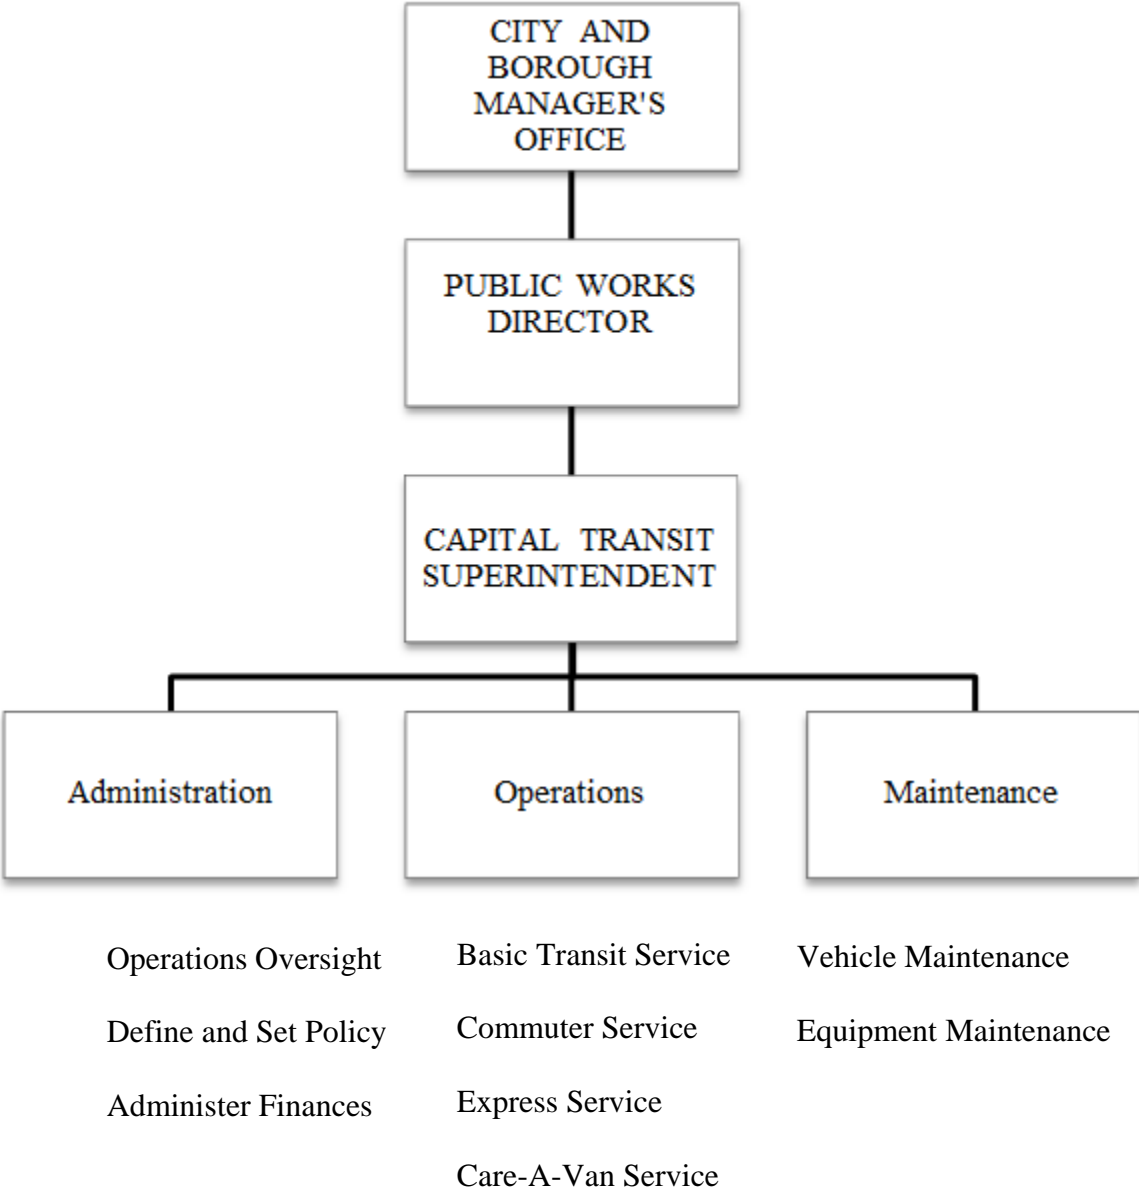 CITY AND
BOROUGH
MANAGER'S
OFFICE
PUBLIC WORKS
DIRECTOR
CAPITAL TRANSIT
SUPERINTENDENT
Administration
Operations
Maintenance
Operations Oversight
Define and Set Policy
Administer Finances
Basic Transit Service
Commuter Service
Express Service
Care-A-Van Service
Vehicle Maintenance
Equipment Maintenance